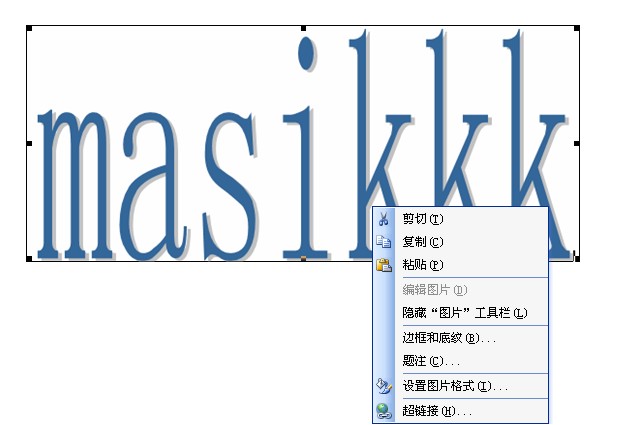 masikkk
剪切(T)
复制(C)
粘贴(P)
编辑图片(D)
隐藏“图片”工具栏(L)
边框和底纹(B)...
题注(C)...
设置图片格式(I)...
超链接(H)...